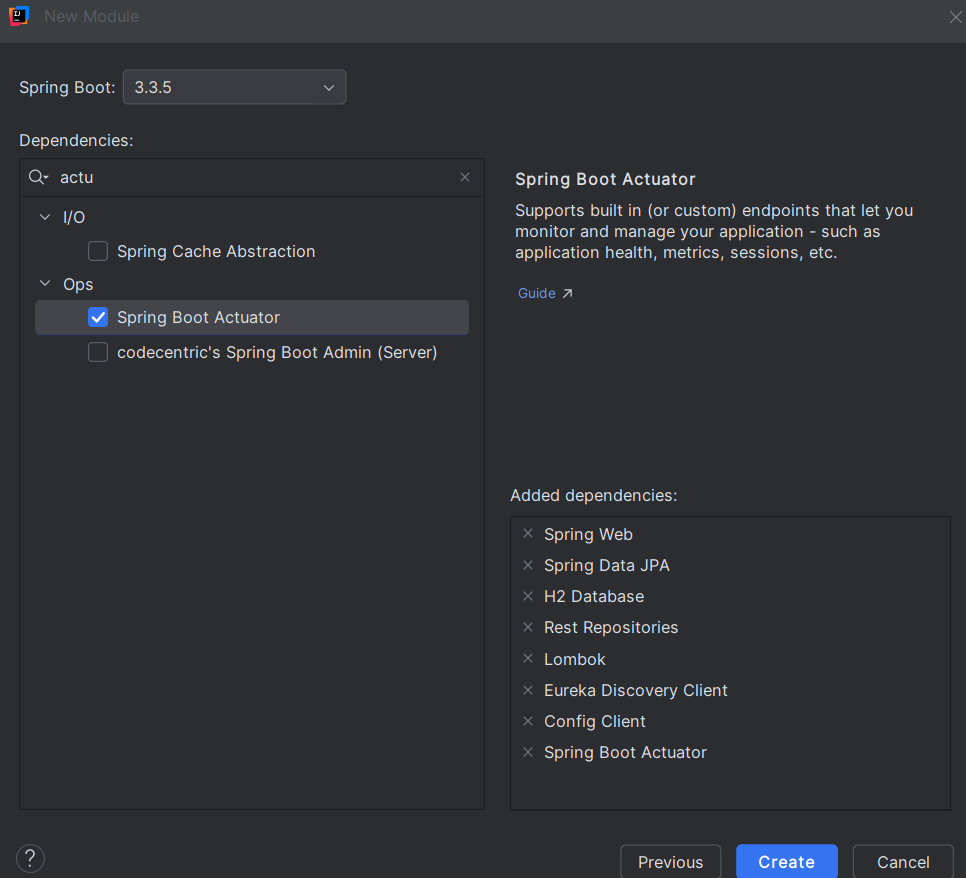 New Module
Spring Boot: 3.3.5
Dependencies:
actu
I/O
Spring Cache Abstraction
Ops
Spring Boot Actuator
codecentric's Spring Boot Admin (Server)
Spring Boot Actuator
Supports built in (or custom) endpoints that let you
monitor and manage your application - such as
application health, metrics, sessions, etc.
Guide ↗
Added dependencies:
Spring Web
Spring Data JPA
H2 Database
Rest Repositories
Lombok
Eureka Discovery Client
Config Client
Spring Boot Actuator
? Previous Create Cancel